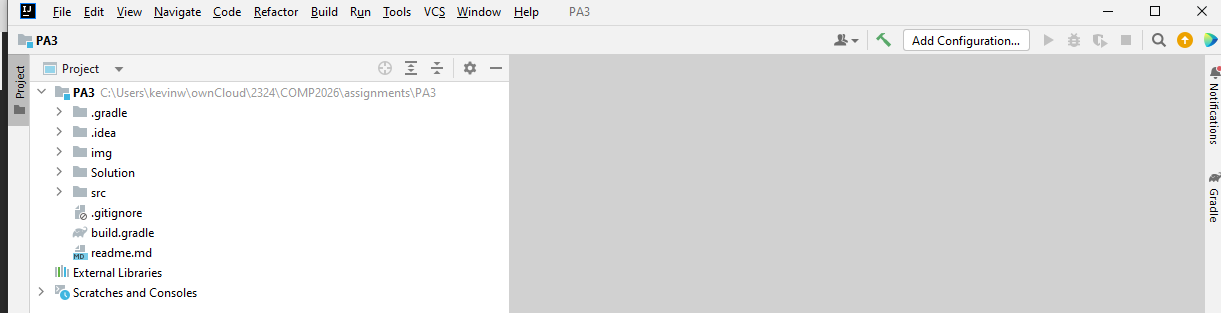 IJ File Edit View Navigate Code Refactor Build Run Tools VCS Window Help PA3
PA3 Add Configuration...
Project
Project
PA3 C:\Users\kevinw\ownCloud\2324\COMP2026\assignments\PA3
.gradle
.idea
img
Solution
src
.gitignore
build.gradle
MD readme.md
External Libraries
Scratches and Consoles
Notifications
Gradle